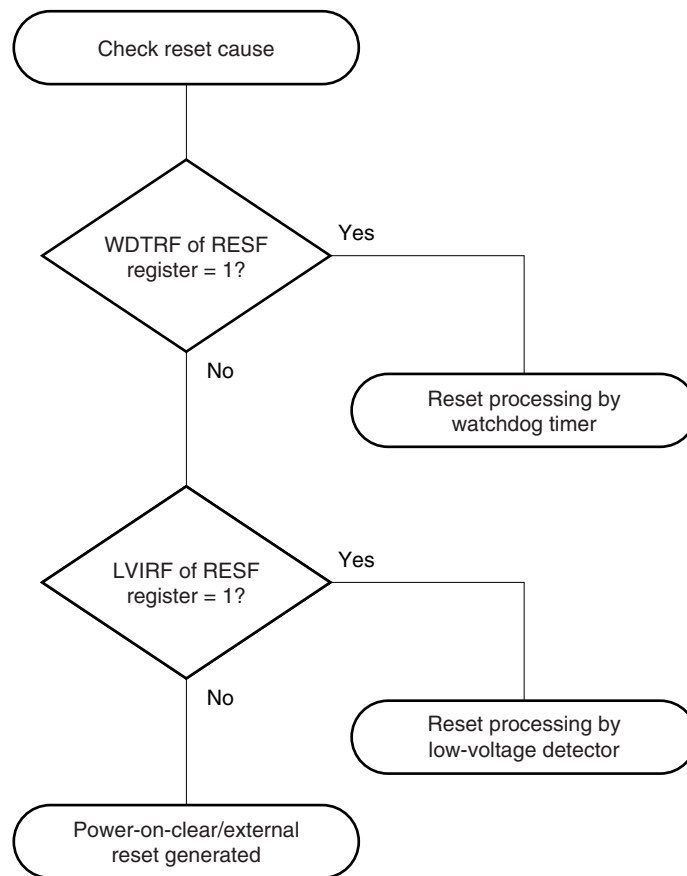 Check reset cause
WDTRF of RESF
register = 1?
Yes
No
Reset processing by
watchdog timer
LVIRF of RESF
register = 1?
Yes
No
Reset processing by
low-voltage detector
Power-on-clear/external
reset generated